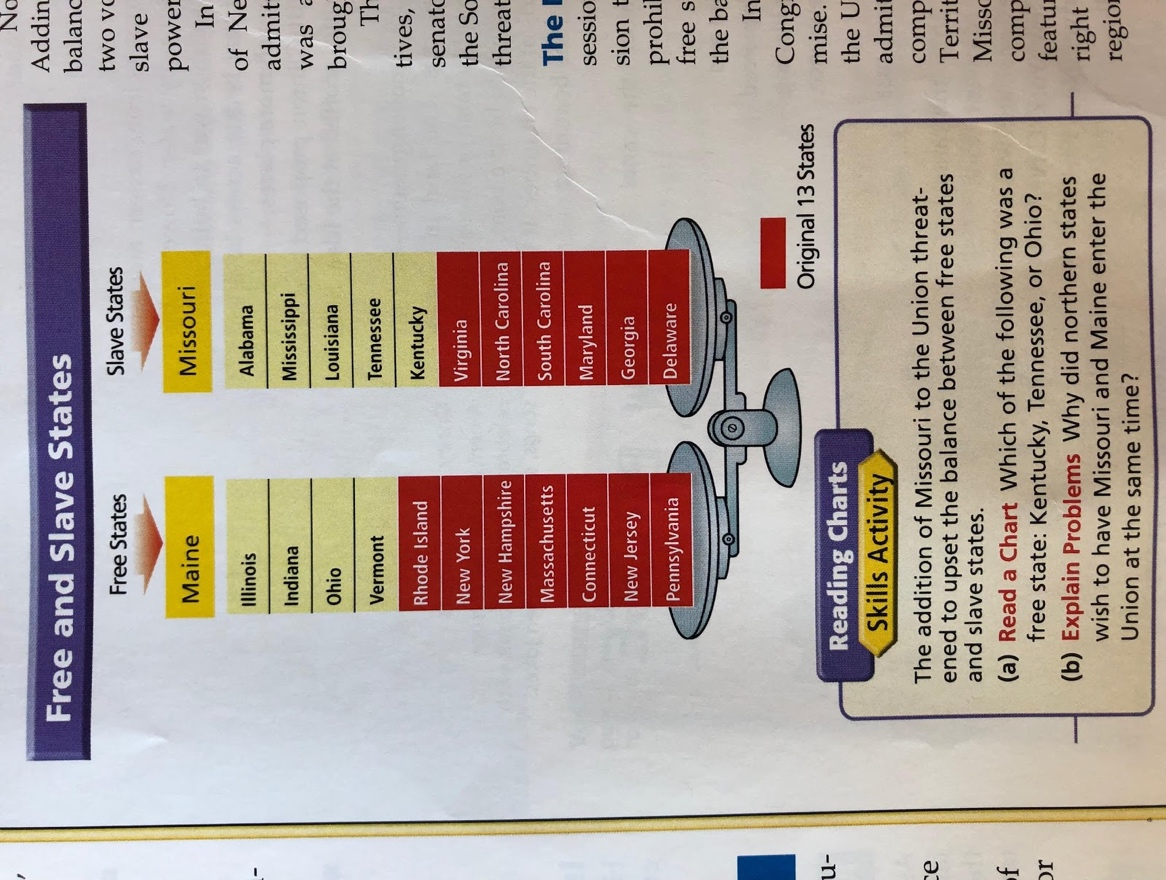 Free and Slave States
Free States
Maine
Illinois
Indiana
Ohio
Vermont
Rhode Island
New York
New Hampshire
Massachusetts
Connecticut
New Jersey
Pennsylvania
Slave States
Missouri
Alabama
Mississippi
Louisiana
Tennessee
Kentucky
Virginia
North Carolina
South Carolina
Maryland
Georgia
Delaware
Original 13 States
Reading Charts
Skills Activity
The addition of Missouri to the Union threat-
ened to upset the balance between free states
and slave states.
(a) Read a Chart Which of the following was a
free state: Kentucky, Tennessee, or Ohio?
(b) Explain Problems Why did northern states
wish to have Missouri and Maine enter the
Union at the same time?
No
Addin
balanc
two vo
slave
power
In
of Ne
admit
was a
broug
Th
tives,
senato
the So
threat
The
sessio
sion t
prohil
free s
the ba
In
Cong
mise.
the U
admi
comp
Territ
Misso
comp
featu
right
regio